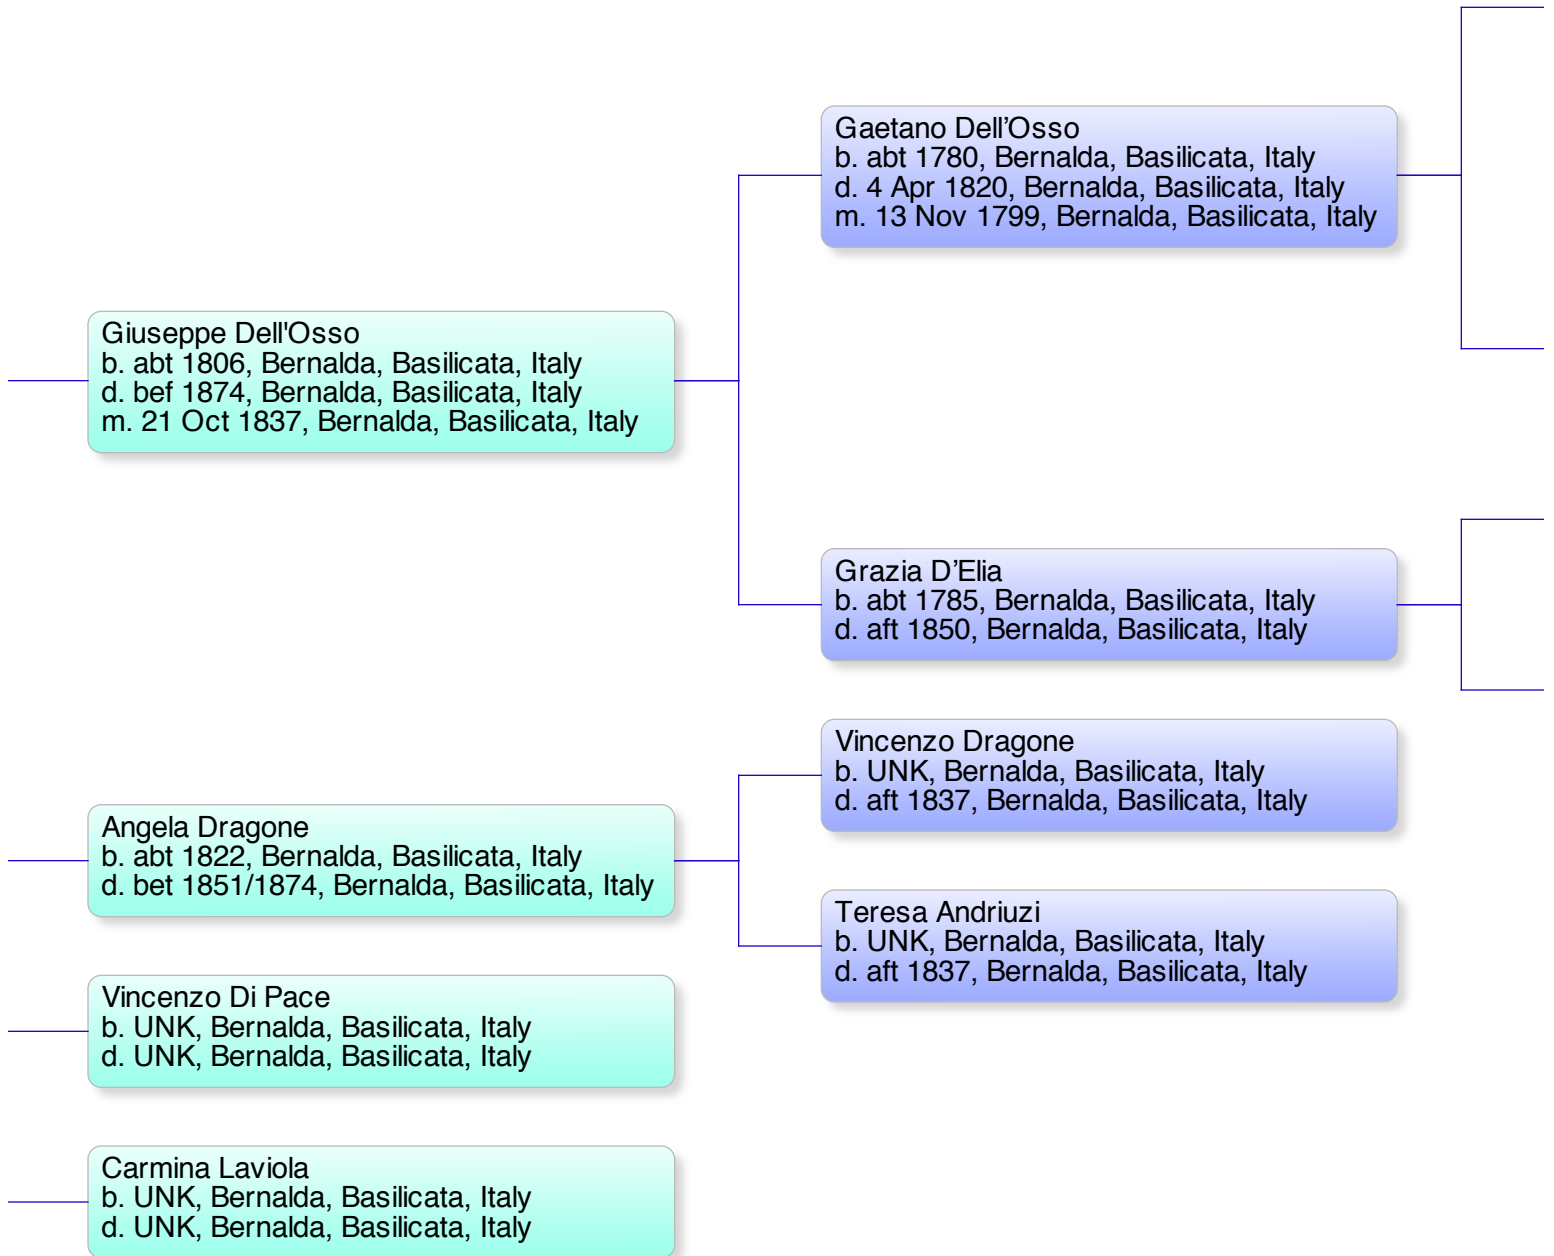 Gaetano Dell’Osso
b. abt 1780, Bernalda, Basilicata, Italy
d. 4 Apr 1820, Bernalda, Basilicata, Italy
m. 13 Nov 1799, Bernalda, Basilicata, Italy
Giuseppe Dell'Osso
b. abt 1806, Bernalda, Basilicata, Italy
d. bef 1874, Bernalda, Basilicata, Italy
m. 21 Oct 1837, Bernalda, Basilicata, Italy
Grazia D’Elia
b. abt 1785, Bernalda, Basilicata, Italy
d. aft 1850, Bernalda, Basilicata, Italy
Vincenzo Dragone
b. UNK, Bernalda, Basilicata, Italy
d. aft 1837, Bernalda, Basilicata, Italy
Angela Dragone
b. abt 1822, Bernalda, Basilicata, Italy
d. bet 1851/1874, Bernalda, Basilicata, Italy
Teresa Andriuzi
b. UNK, Bernalda, Basilicata, Italy
d. aft 1837, Bernalda, Basilicata, Italy
Vincenzo Di Pace
b. UNK, Bernalda, Basilicata, Italy
d. UNK, Bernalda, Basilicata, Italy
Carmina Laviola
b. UNK, Bernalda, Basilicata, Italy
d. UNK, Bernalda, Basilicata, Italy